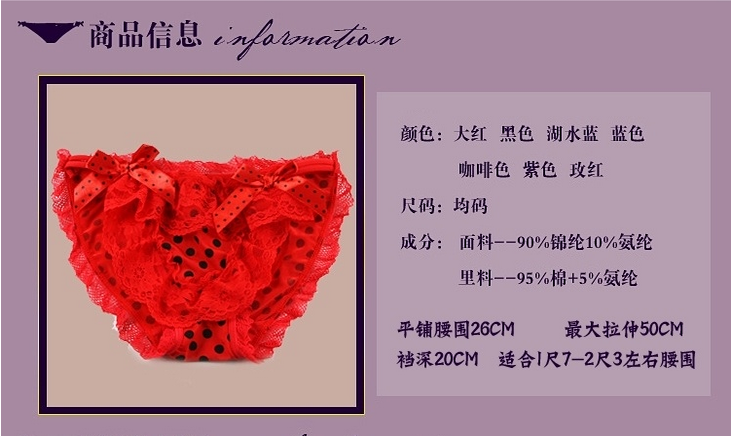 商品信息 information
颜色：大红 黑色 湖水蓝 蓝色
咖啡色 紫色 玫红
尺码：均码
成分： 面料--90%锦纶10%氨纶
里料--95%棉+5%氨纶
平铺腰围26CM 最大拉伸50CM
裆深20CM 适合1尺7-2尺3左右腰围